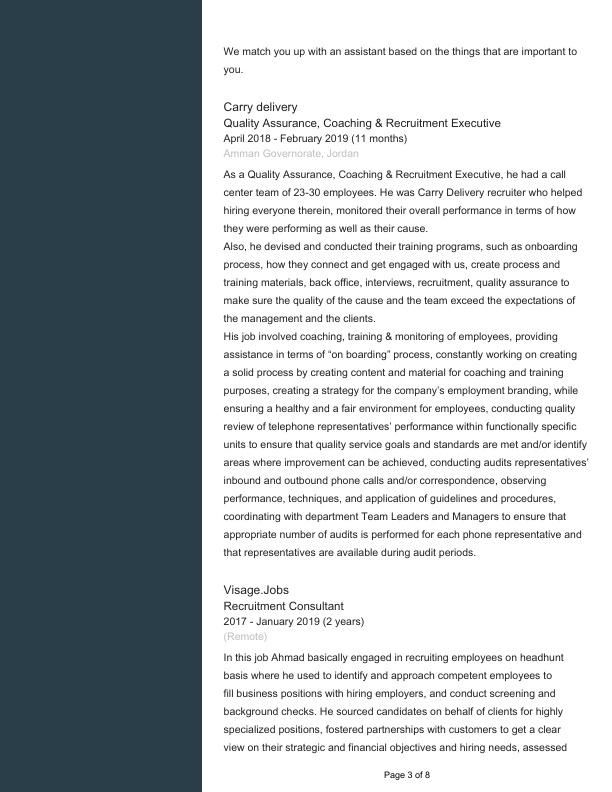 We match you up with an assistant based on the things that are important to
you.
Carry delivery
Quality Assurance, Coaching & Recruitment Executive
April 2018 - February 2019 (11 months)
Amman Governorate, Jordan
As a Quality Assurance, Coaching & Recruitment Executive, he had a call
center team of 23-30 employees. He was Carry Delivery recruiter who helped
hiring everyone therein, monitored their overall performance in terms of how
they were performing as well as their cause.
Also, he devised and conducted their training programs, such as onboarding
process, how they connect and get engaged with us, create process and
training materials, back office, interviews, recruitment, quality assurance to
make sure the quality of the cause and the team exceed the expectations of
the management and the clients.
His job involved coaching, training & monitoring of employees, providing
assistance in terms of “on boarding” process, constantly working on creating
a solid process by creating content and material for coaching and training
purposes, creating a strategy for the company’s employment branding, while
ensuring a healthy and a fair environment for employees, conducting quality
review of telephone representatives’ performance within functionally specific
units to ensure that quality service goals and standards are met and/or identify
areas where improvement can be achieved, conducting audits representatives’
inbound and outbound phone calls and/or correspondence, observing
performance, techniques, and application of guidelines and procedures,
coordinating with department Team Leaders and Managers to ensure that
appropriate number of audits is performed for each phone representative and
that representatives are available during audit periods.
Visage.Jobs
Recruitment Consultant
2017 - January 2019 (2 years)
(Remote)
In this job Ahmad basically engaged in recruiting employees on headhunt
basis where he used to identify and approach competent employees to
fill business positions with hiring employers, and conduct screening and
background checks. He sourced candidates on behalf of clients for highly
specialized positions, fostered partnerships with customers to get a clear
view on their strategic and financial objectives and hiring needs, assessed
Page 3 of 8